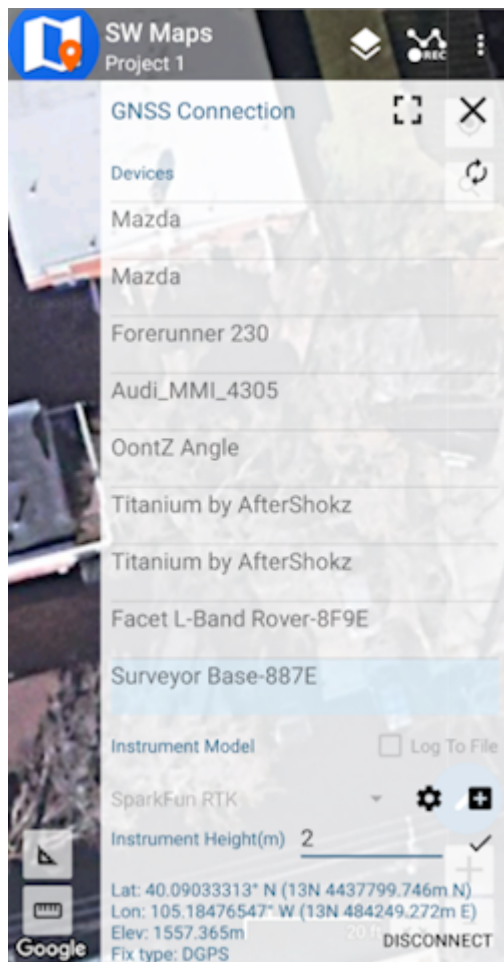 SW Maps
Project 1
REC
GNSS Connection
Devices
Mazda
Mazda
Forerunner 230
Audi_MMI_4305
OontZ Angle
Titanium by AfterShokz
Titanium by AfterShokz
Facet L-Band Rover-8F9E
Surveyor Base-887E
Instrument Model Log To File
SparkFun RTK
Instrument Height(m) 2
Lat: 40.09033313° N (13N 4437799.746m N)
Lon: 105.18476547° W (13N 484249.272m E)
Elev: 1557.365m 20 ft DISCONNECT
Fix type: DGPS
Google